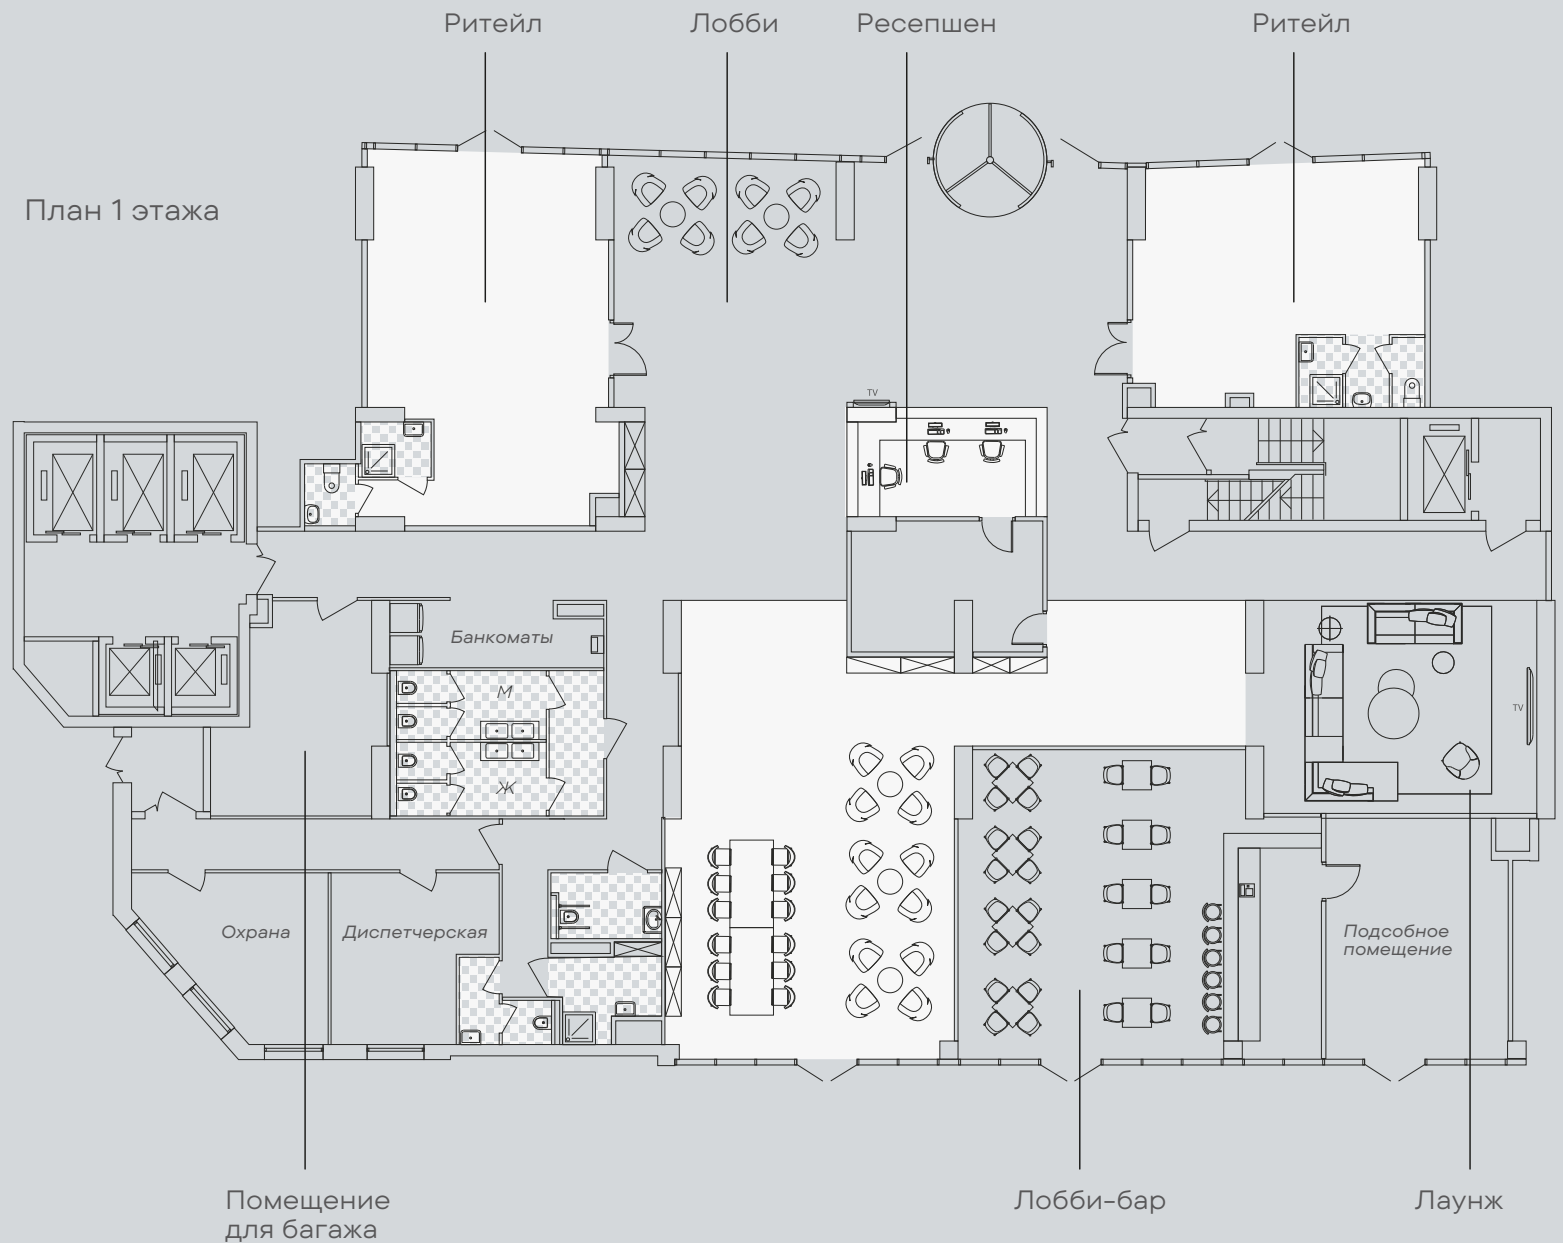 Ритейл
Лобби
Ресепшен
Ритейл
План 1 этажа
TV
Банкоматы
М
Ж
TV
Охрана
Диспетчерская
Подсобное
помещение
Помещение
для багажа
Лобби-бар
Лаунж